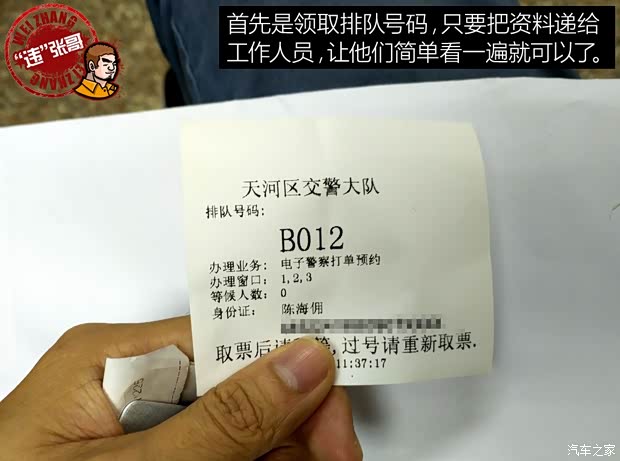 首先是领取排队号码,只要把资料递给
工作人员,让他们简单看一遍就可以了。
WEI ZHANG
"违"张哥
WEIZHANG
天河区交警大队
排队号码:
B012
办理业务: 电子警察打单预约
办理窗口: 1,2,3
等候人数: 0
身份证: 陈海佣
取票后请 等,过号请重新取票.
11:37:17
汽车之家